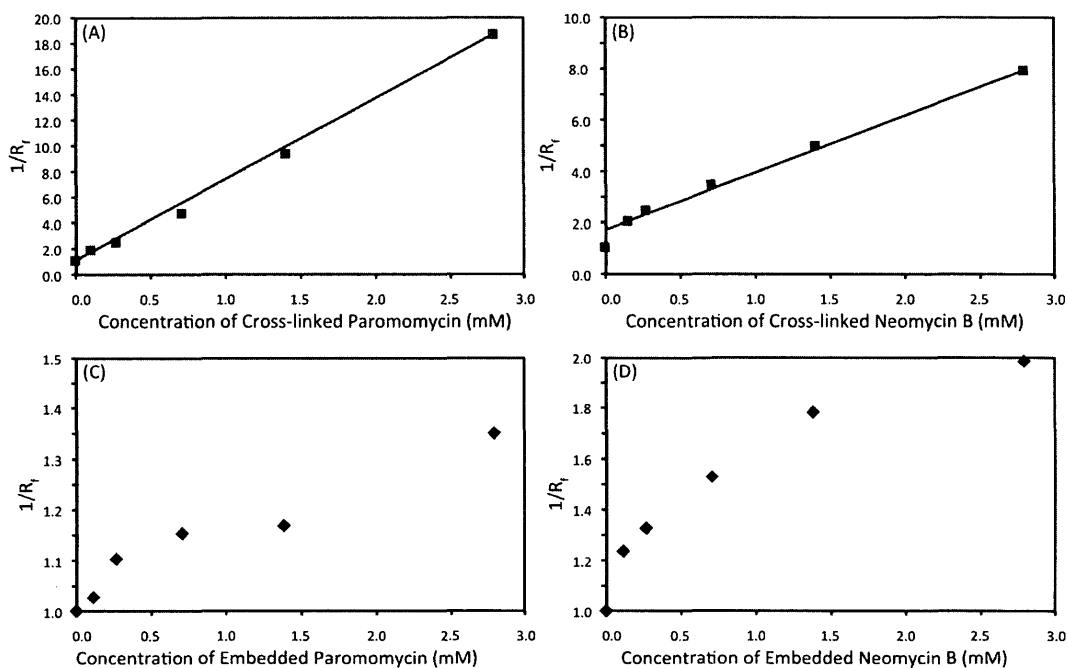 (A)
20.0
18.0
16.0
14.0
12.0
10.0
8.0
6.0
4.0
2.0
0.0
1/Rf
0.0 0.5 1.0 1.5 2.0 2.5 3.0
Concentration of Cross-linked Paromomycin (mM)
(B)
10.0
8.0
6.0
4.0
2.0
0.0
1/Rf
0.0 0.5 1.0 1.5 2.0 2.5 3.0
Concentration of Cross-linked Neomycin B (mM)
(C)
1.5
1.4
1.3
1.2
1.1
1.0
1/Rf
0.0 0.5 1.0 1.5 2.0 2.5 3.0
Concentration of Embedded Paromomycin (mM)
(D)
2.0
1.8
1.6
1.4
1.2
1.0
1/Rf
0.0 0.5 1.0 1.5 2.0 2.5 3.0
Concentration of Embedded Neomycin B (mM)